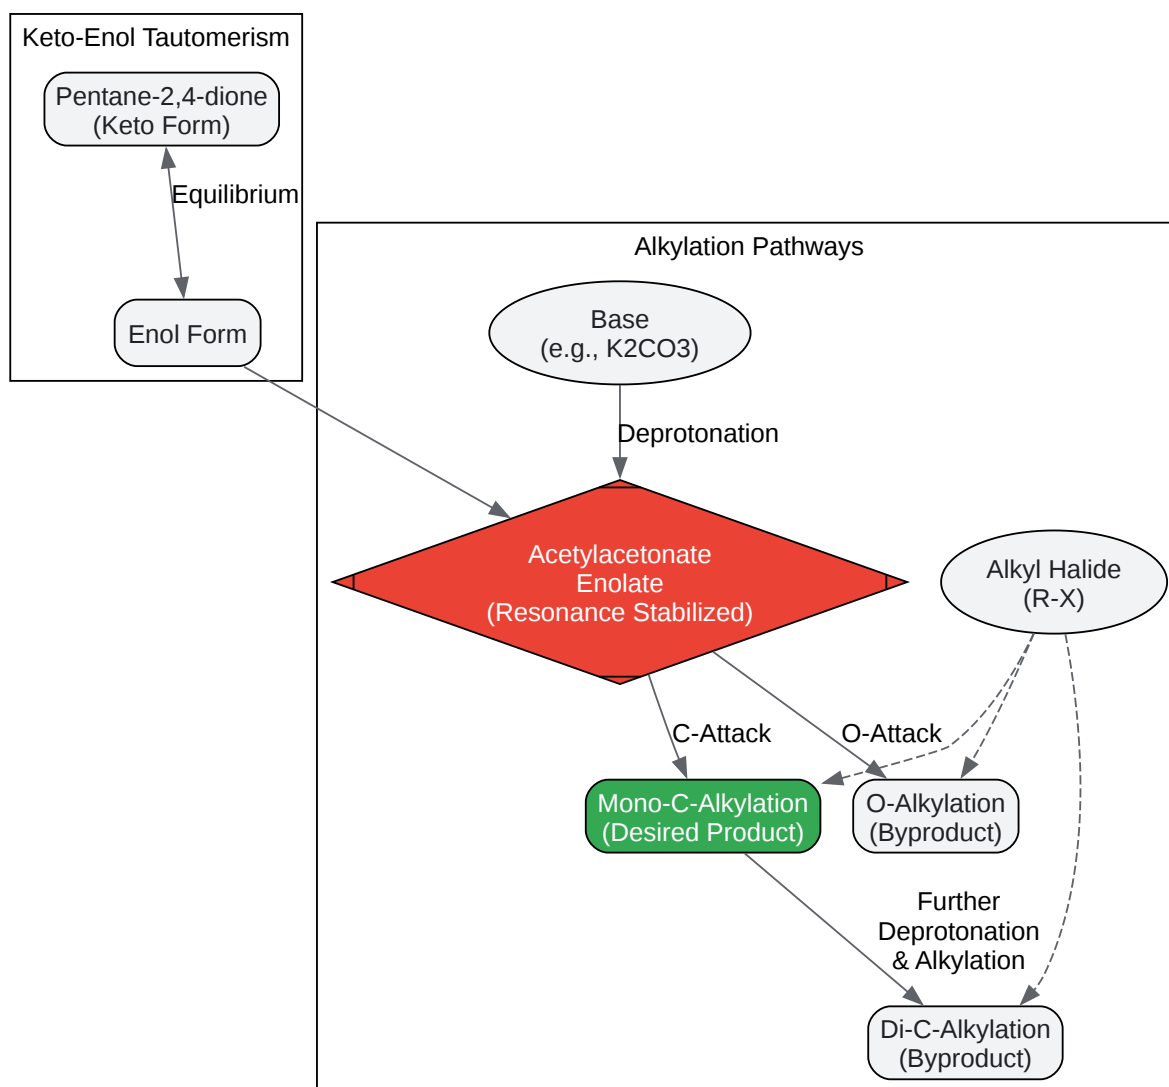 Keto-Enol Tautomerism
Pentane-2,4-dione
(Keto Form)
Equilibrium
Enol Form
Alkylation Pathways
Base
(e.g., K2CO3)
Deprotonation
Acetylacetonate
Enolate
(Resonance Stabilized)
Alkyl Halide
(R-X)
C-Attack
O-Attack
Mono-C-Alkylation
(Desired Product)
O-Alkylation
(Byproduct)
Further
Deprotonation
& Alkylation
Di-C-Alkylation
(Byproduct)